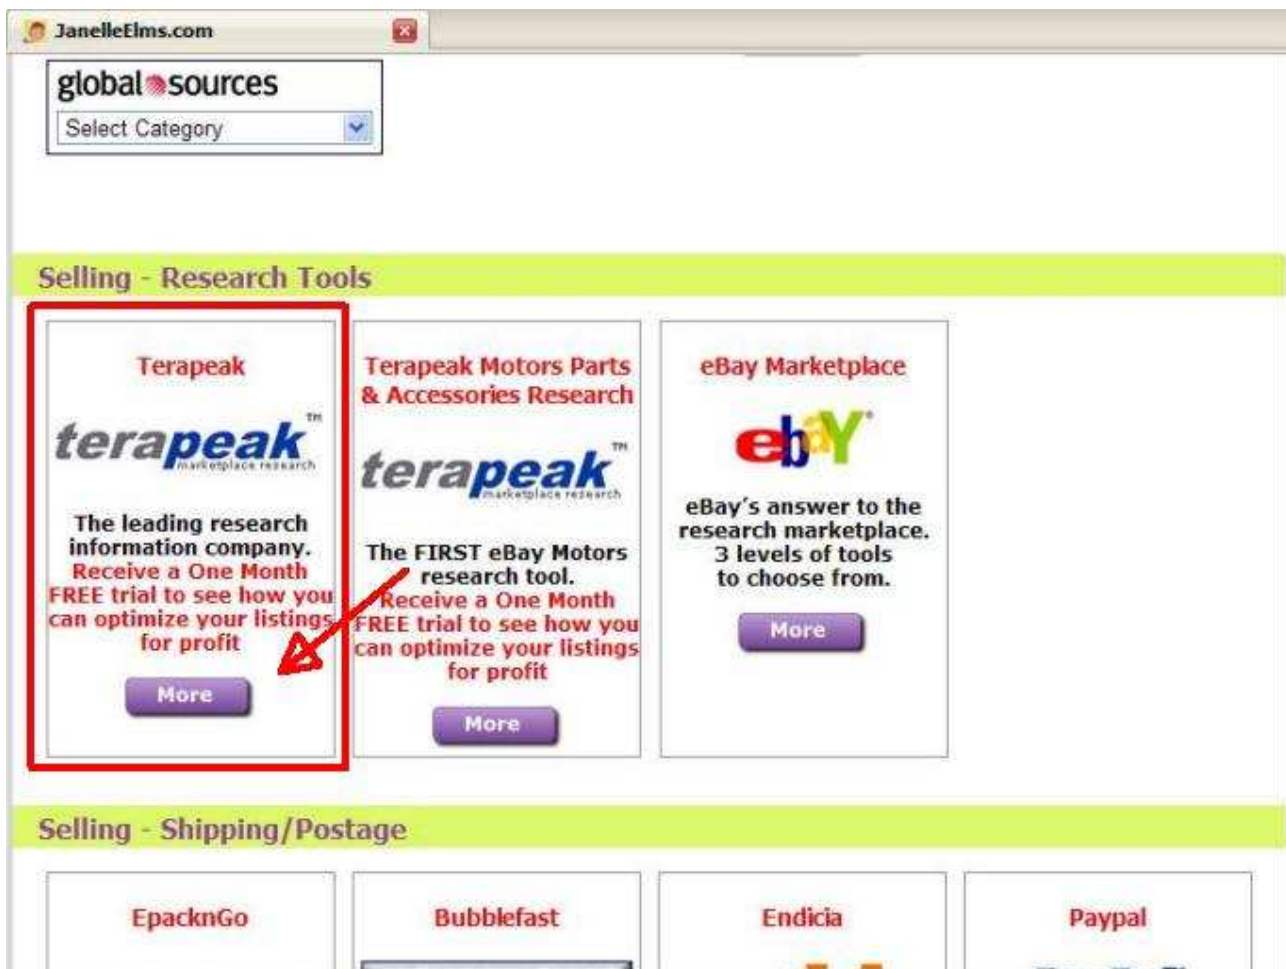 JanelleElms.com
global sources
Select Category
Selling - Research Tools
Terapeak
terapeak™
marketplace research
The leading research
information company.
Receive a One Month
FREE trial to see how you
can optimize your listings
for profit
More
Terapeak Motors Parts
& Accessories Research
terapeak™
marketplace research
The FIRST eBay Motors
research tool.
Receive a One Month
FREE trial to see how you
can optimize your listings
for profit
More
eBay Marketplace
ebaY®
eBay's answer to the
research marketplace.
3 levels of tools
to choose from.
More
Selling - Shipping/Postage
EpacknGo
Bubblefast
Endicia
Paypal